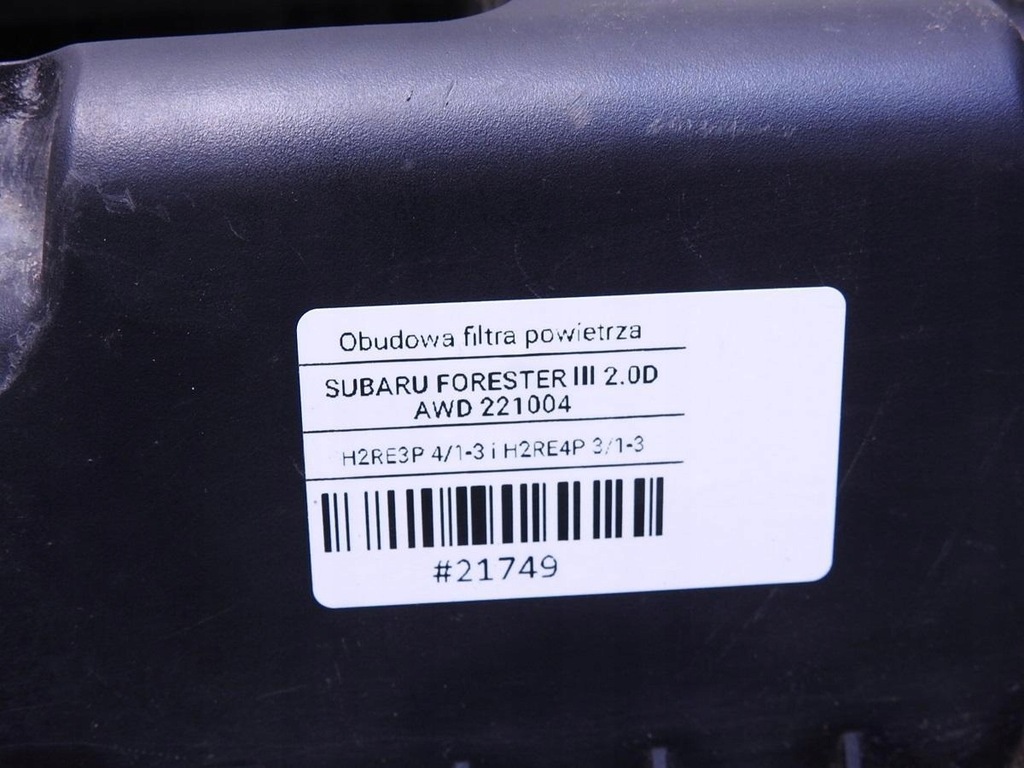 Obudowa filtra powietrza
SUBARU FORESTER III 2.0D
AWD 221004
H2RE3P 4/1-3 i H2RE4P 3/1-3
#21749